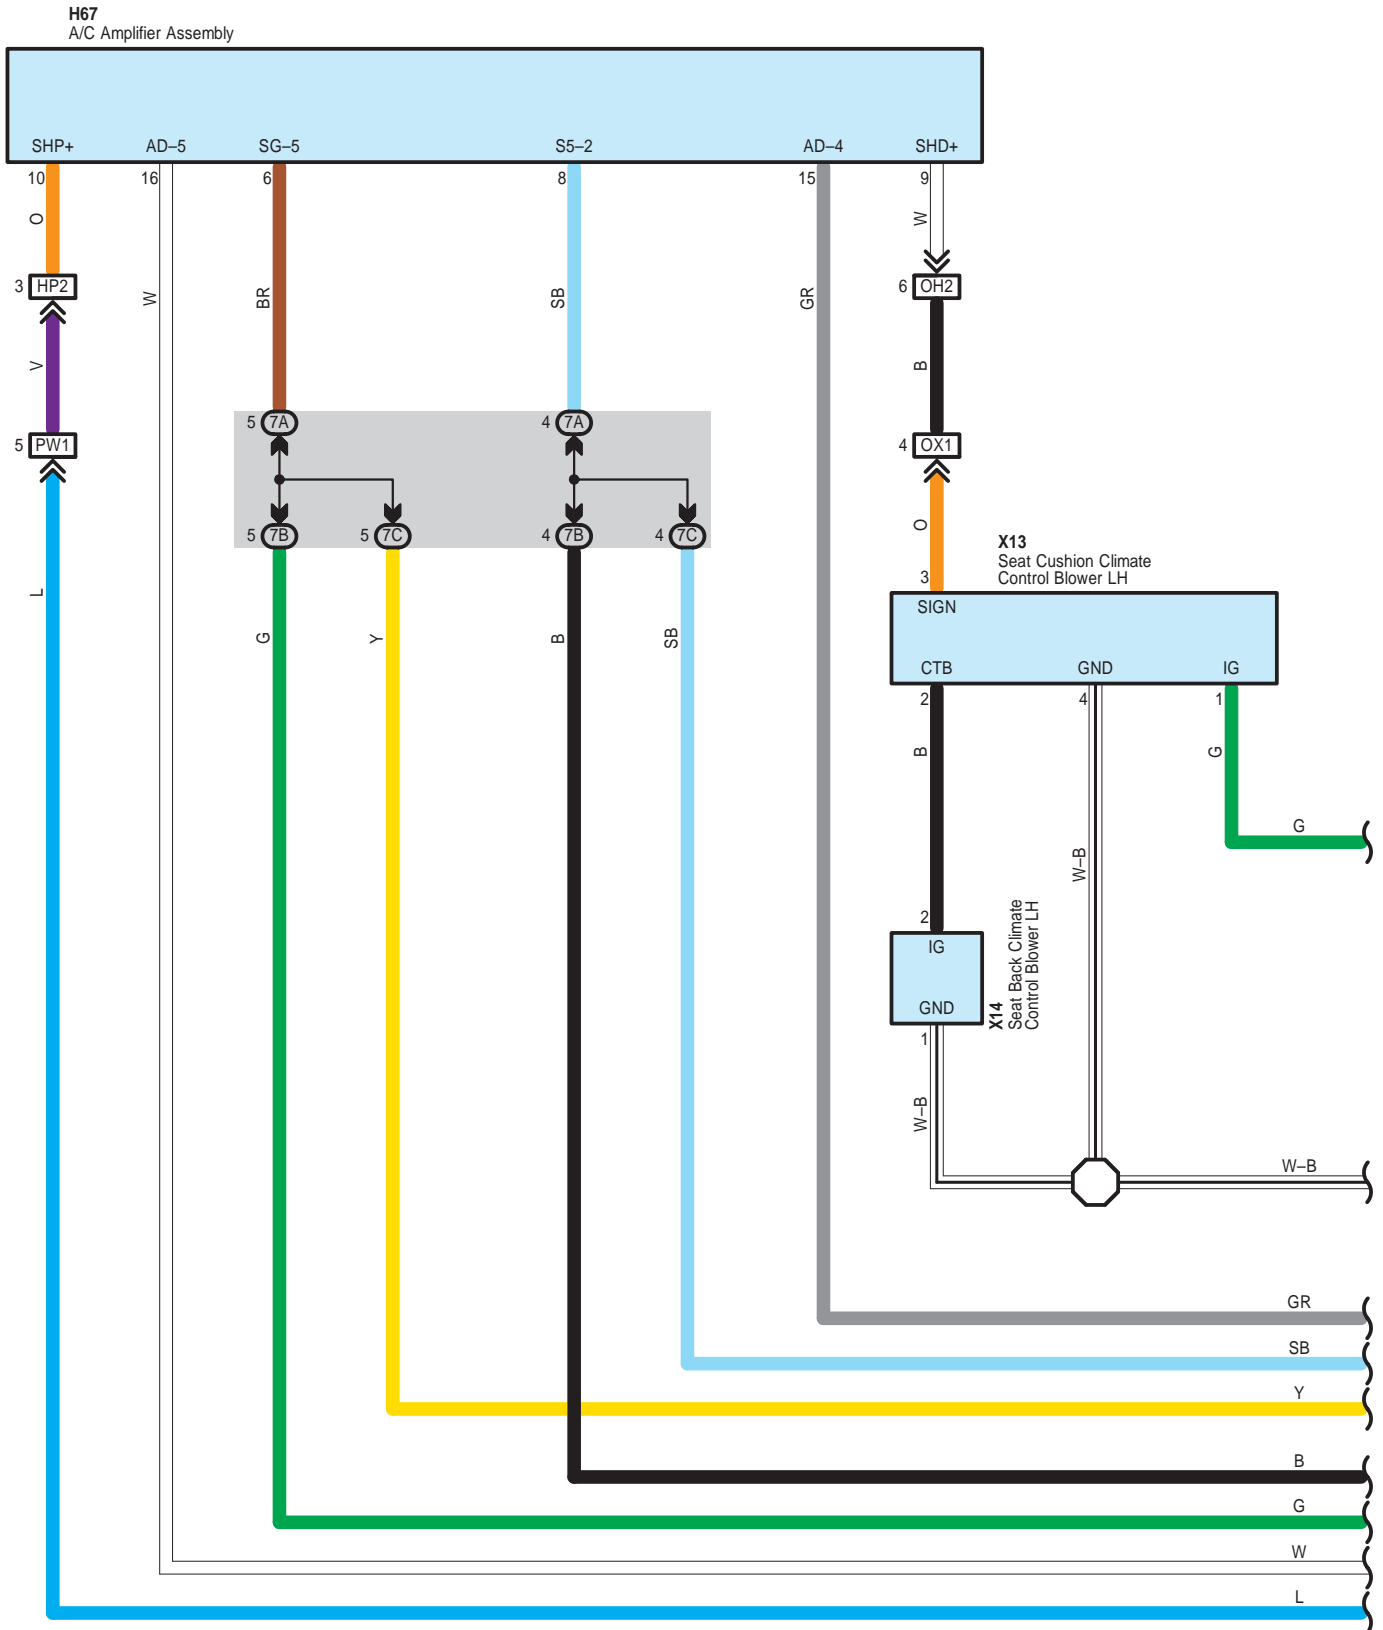 H67
A/C Amplifier Assembly
SHP+ AD–5 SG–5 S5–2 AD–4 SHD+
10 16 6 8 15 9
O W
3 HP2 W BR SB GR 6 OH2
V B
5 7A 4 7A
5 PW1 4 OX1
O
5 7B 5 7C 4 7B 4 7C
X13
Seat Cushion Climate
Control Blower LH
3
L
SIGN
G Y B SB
CTB GND IG
2 4 1
B G
G
W–B
2
IG
GND
X14
Seat Back Climate
Control Blower LH
1
W–B
W–B
GR
SB
Y
B
G
W
L